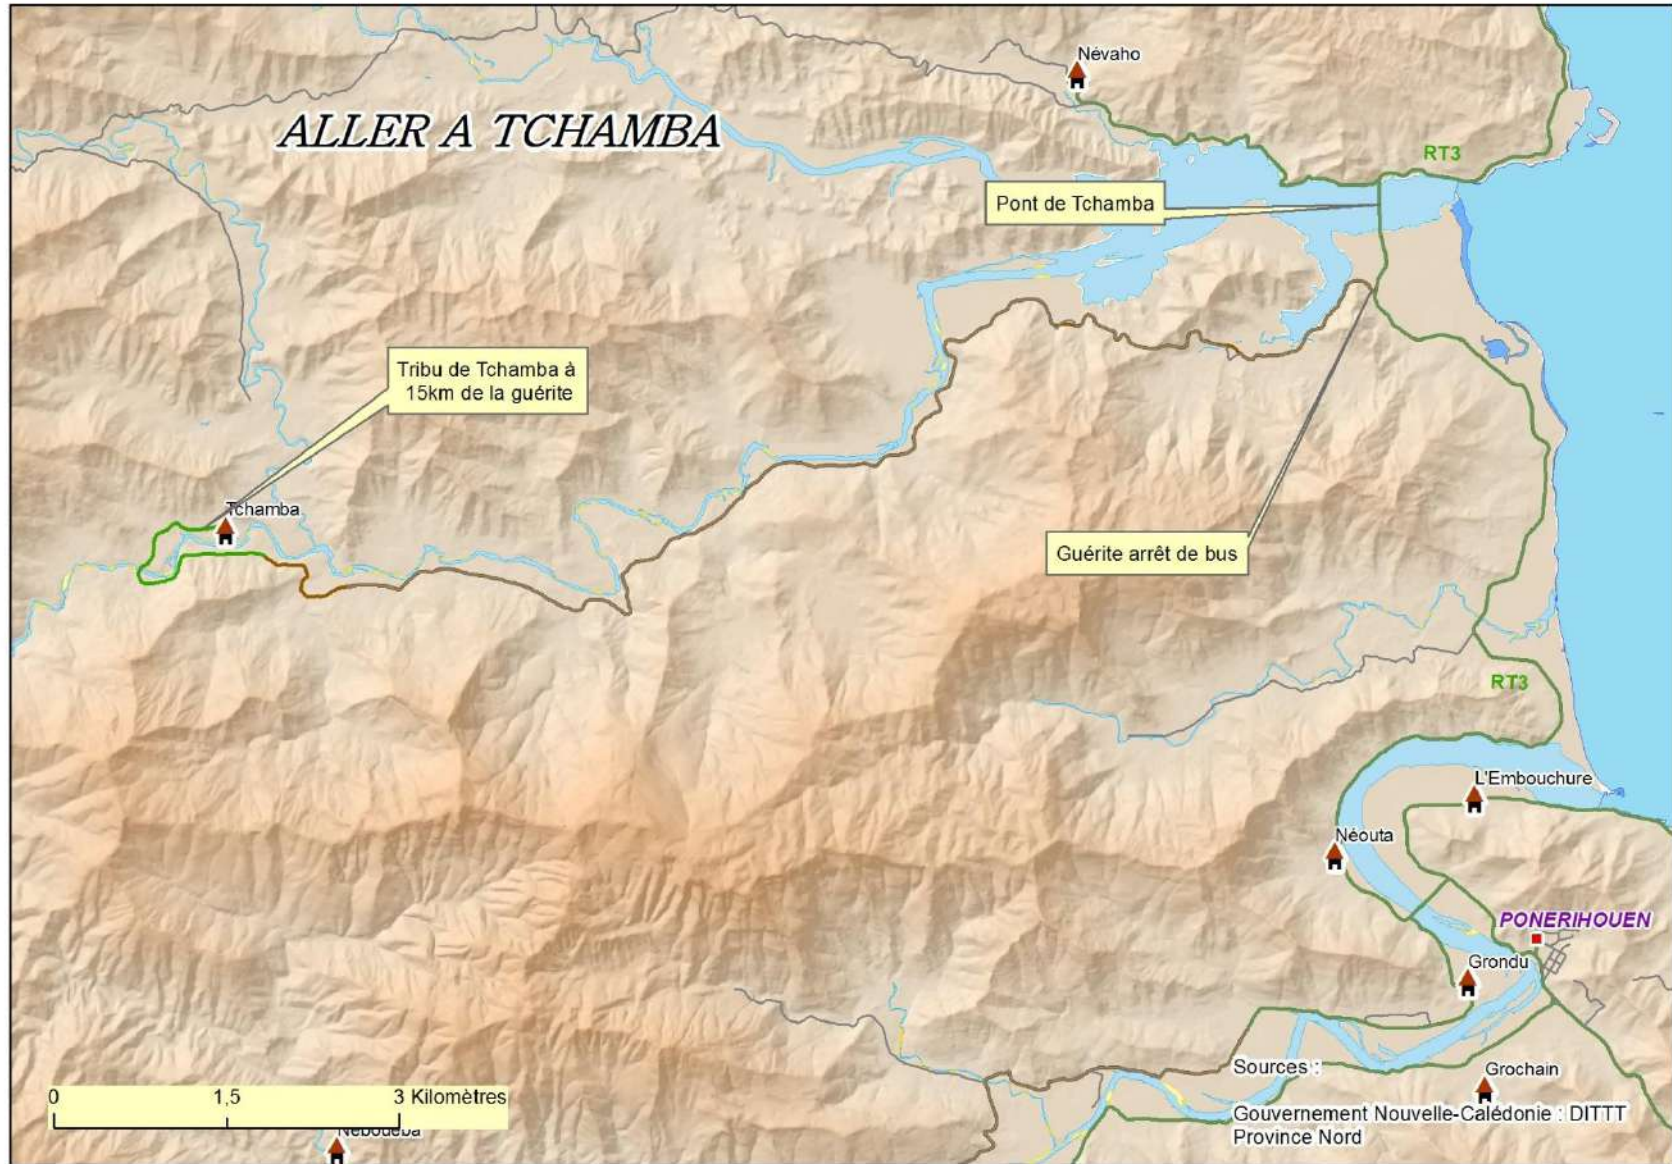 Névaho
ALLER A TCHAMBA
RT3
Pont de Tchamba
Tribu de Tchamba à
15km de la guérite
Tchamba
Guérite arrêt de bus
RT3
L'Embouchure
Néouta
PONERIHOUEN
Grondu
Sources :
Grochain
0 1,5 3 Kilomètres
Gouvernement Nouvelle-Calédonie : DITTT
Province Nord